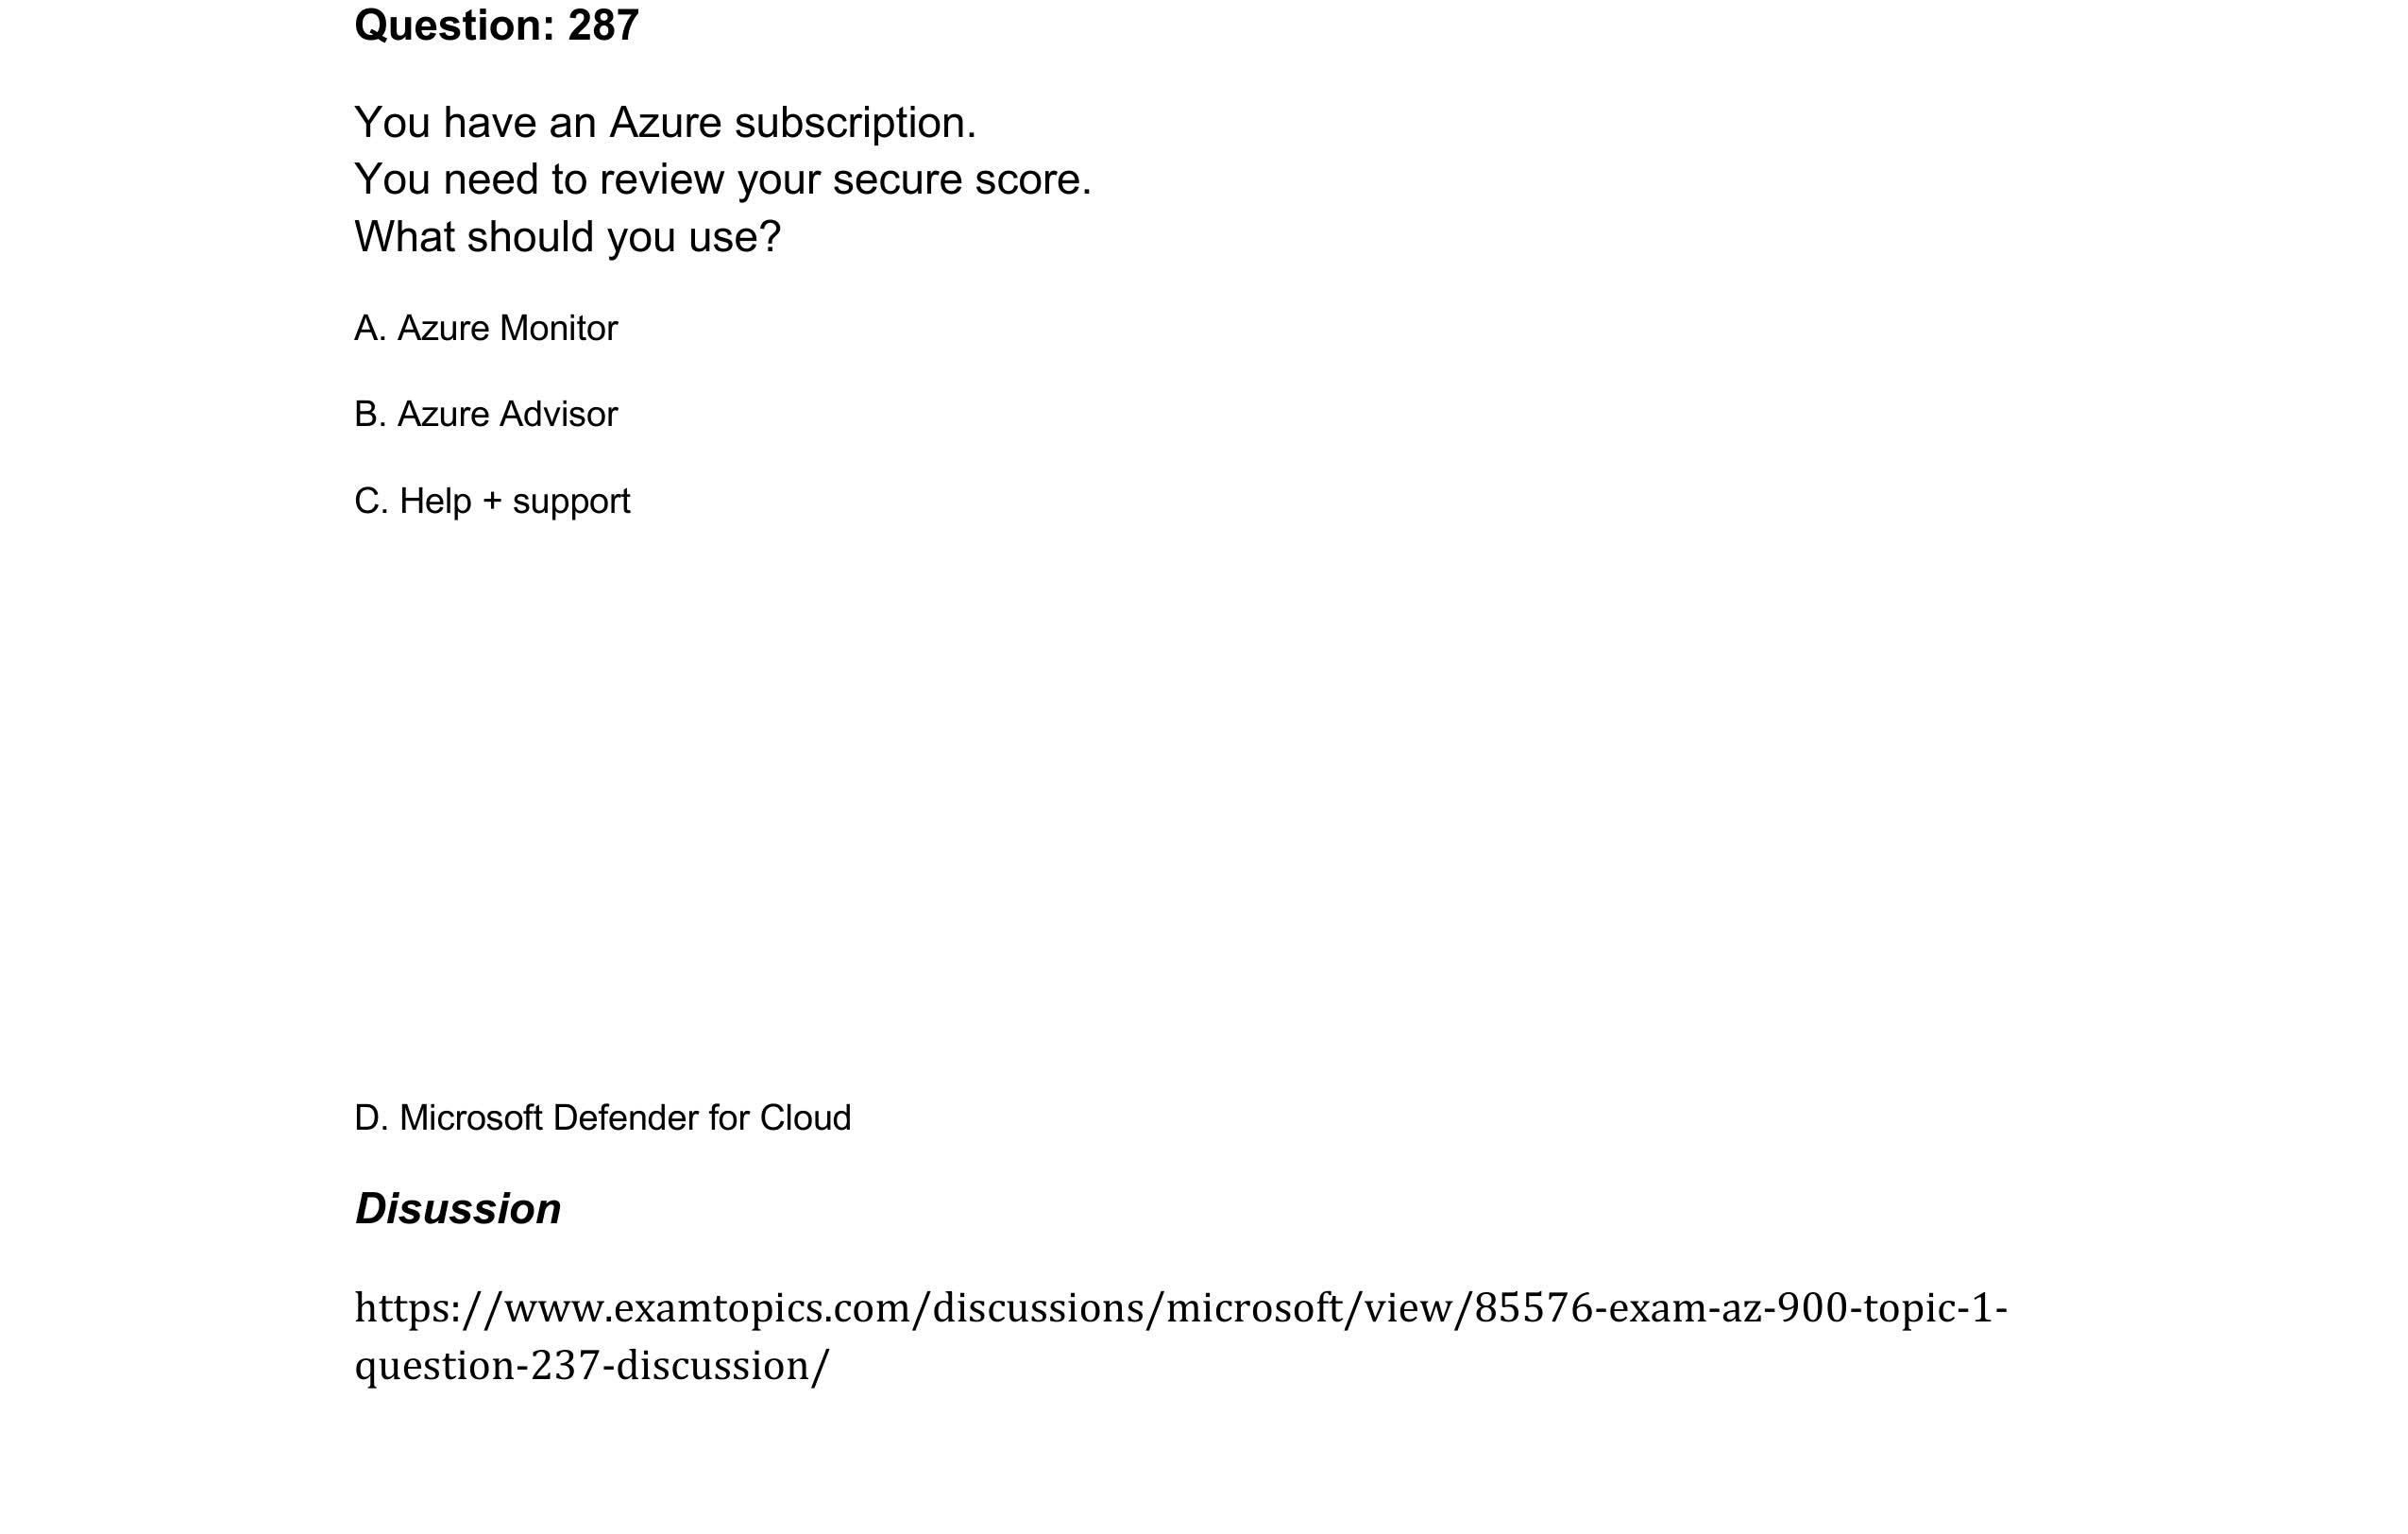 Question: 287
You have an Azure subscription.
You need to review your secure score.
What should you use?
A. Azure Monitor
B. Azure Advisor
C. Help + support
D. Microsoft Defender for Cloud
Disussion
https://www.examtopics.com/discussions/microsoft/view/85576-exam-az-900-topic-1-
question-237-discussion/